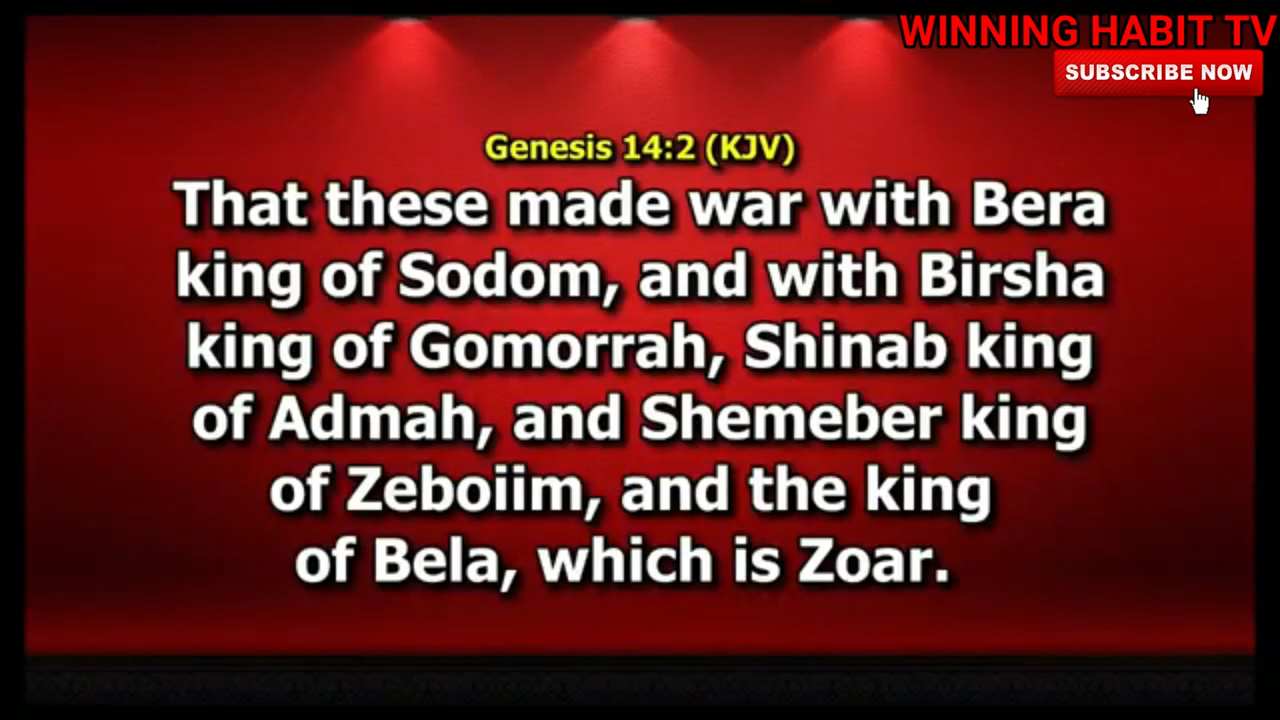 WINNING HABIT TV
SUBSCRIBE NOW
Genesis 14:2 (KJV)
That these made war with Bera
king of Sodom, and with Birsha
king of Gomorrah, Shinab king
of Admah, and Shemeber king
of Zeboiim, and the king
of Bela, which is Zoar.